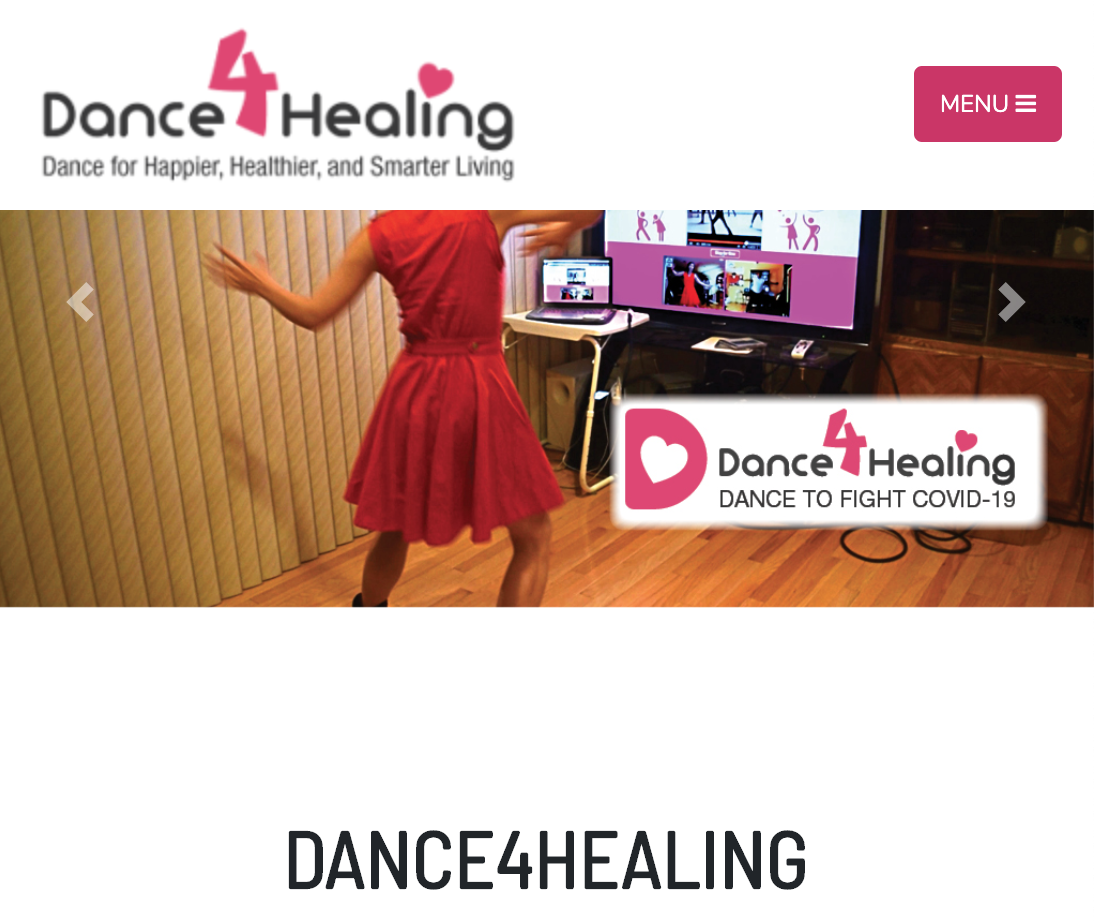 Dance4Healing
Dance for Happier, Healthier, and Smarter Living
MENU
Dance4Healing
DANCE TO FIGHT COVID-19
DANCE4HEALING